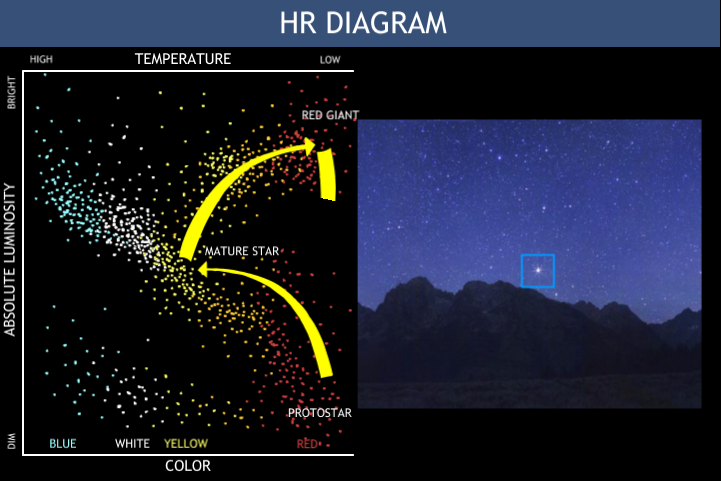 HR DIAGRAM
HIGH
TEMPERATURE
LOW
BRIGHT
RED GIANT
ABSOLUTE LUMINOSITY
MATURE STAR
PROTOSTAR
DIM
BLUE
WHITE
YELLOW
RED
COLOR